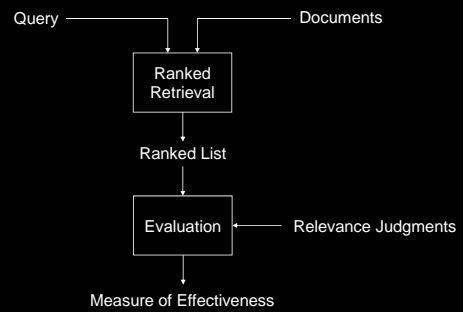 Query
Documents
Ranked
Retrieval
Ranked List
Evaluation
Relevance Judgments
Measure of Effectiveness